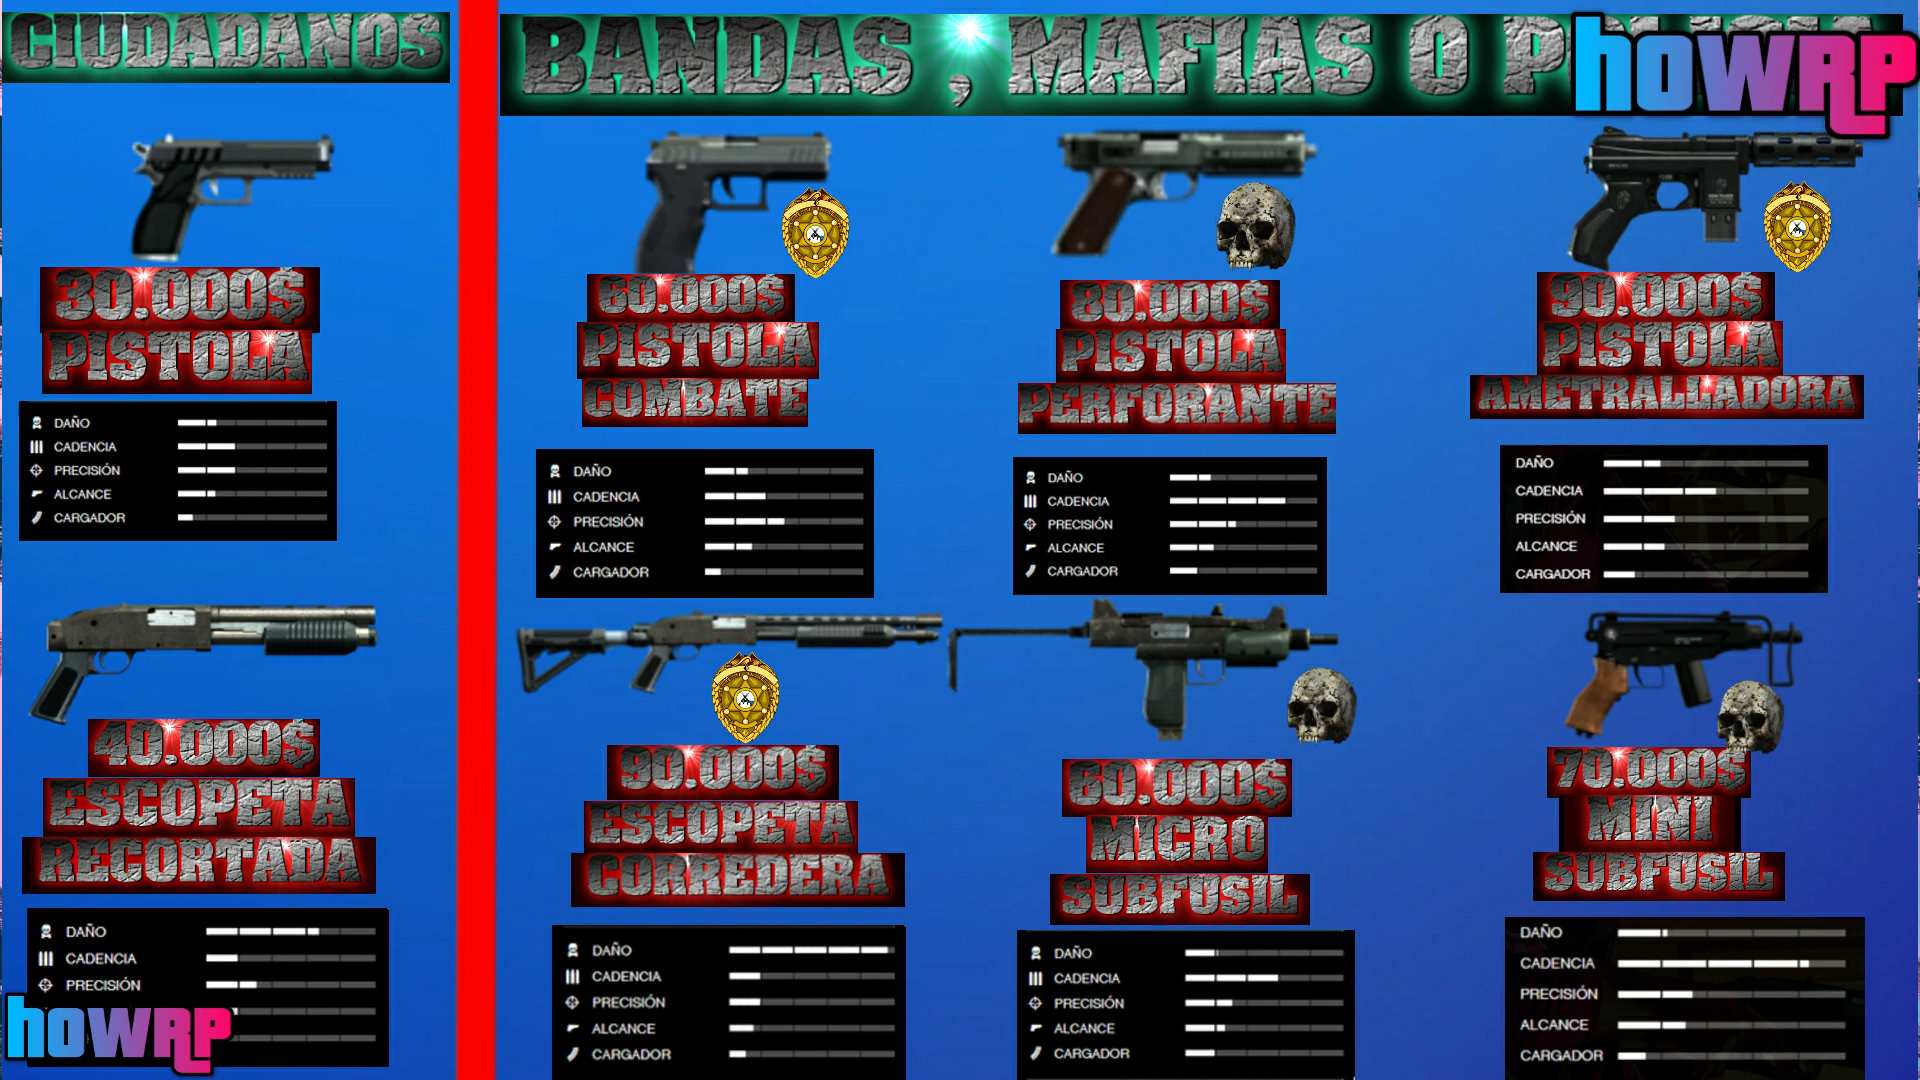 CIUDADANOS
BANDAS , MAFIAS O
howRP
30.000$
PISTOLA
DAÑO
CADENCIA
PRECISIÓN
ALCANCE
CARGADOR
60.000$
PISTOLA
COMBATE
DAÑO
CADENCIA
PRECISIÓN
ALCANCE
CARGADOR
80.000$
PISTOLA
PERFORANTE
DAÑO
CADENCIA
PRECISIÓN
ALCANCE
CARGADOR
90.000$
PISTOLA
AMETRALLADORA
DAÑO
CADENCIA
PRECISIÓN
ALCANCE
CARGADOR
40.000$
ESCOPETA
RECORTADA
DAÑO
CADENCIA
PRECISIÓN
howRP
90.000$
ESCOPETA
CORREDERA
DAÑO
CADENCIA
PRECISIÓN
ALCANCE
CARGADOR
60.000$
MICRO
SUBFUSIL
DAÑO
CADENCIA
PRECISIÓN
ALCANCE
CARGADOR
70.000$
MINI
SUBFUSIL
DAÑO
CADENCIA
PRECISIÓN
ALCANCE
CARGADOR